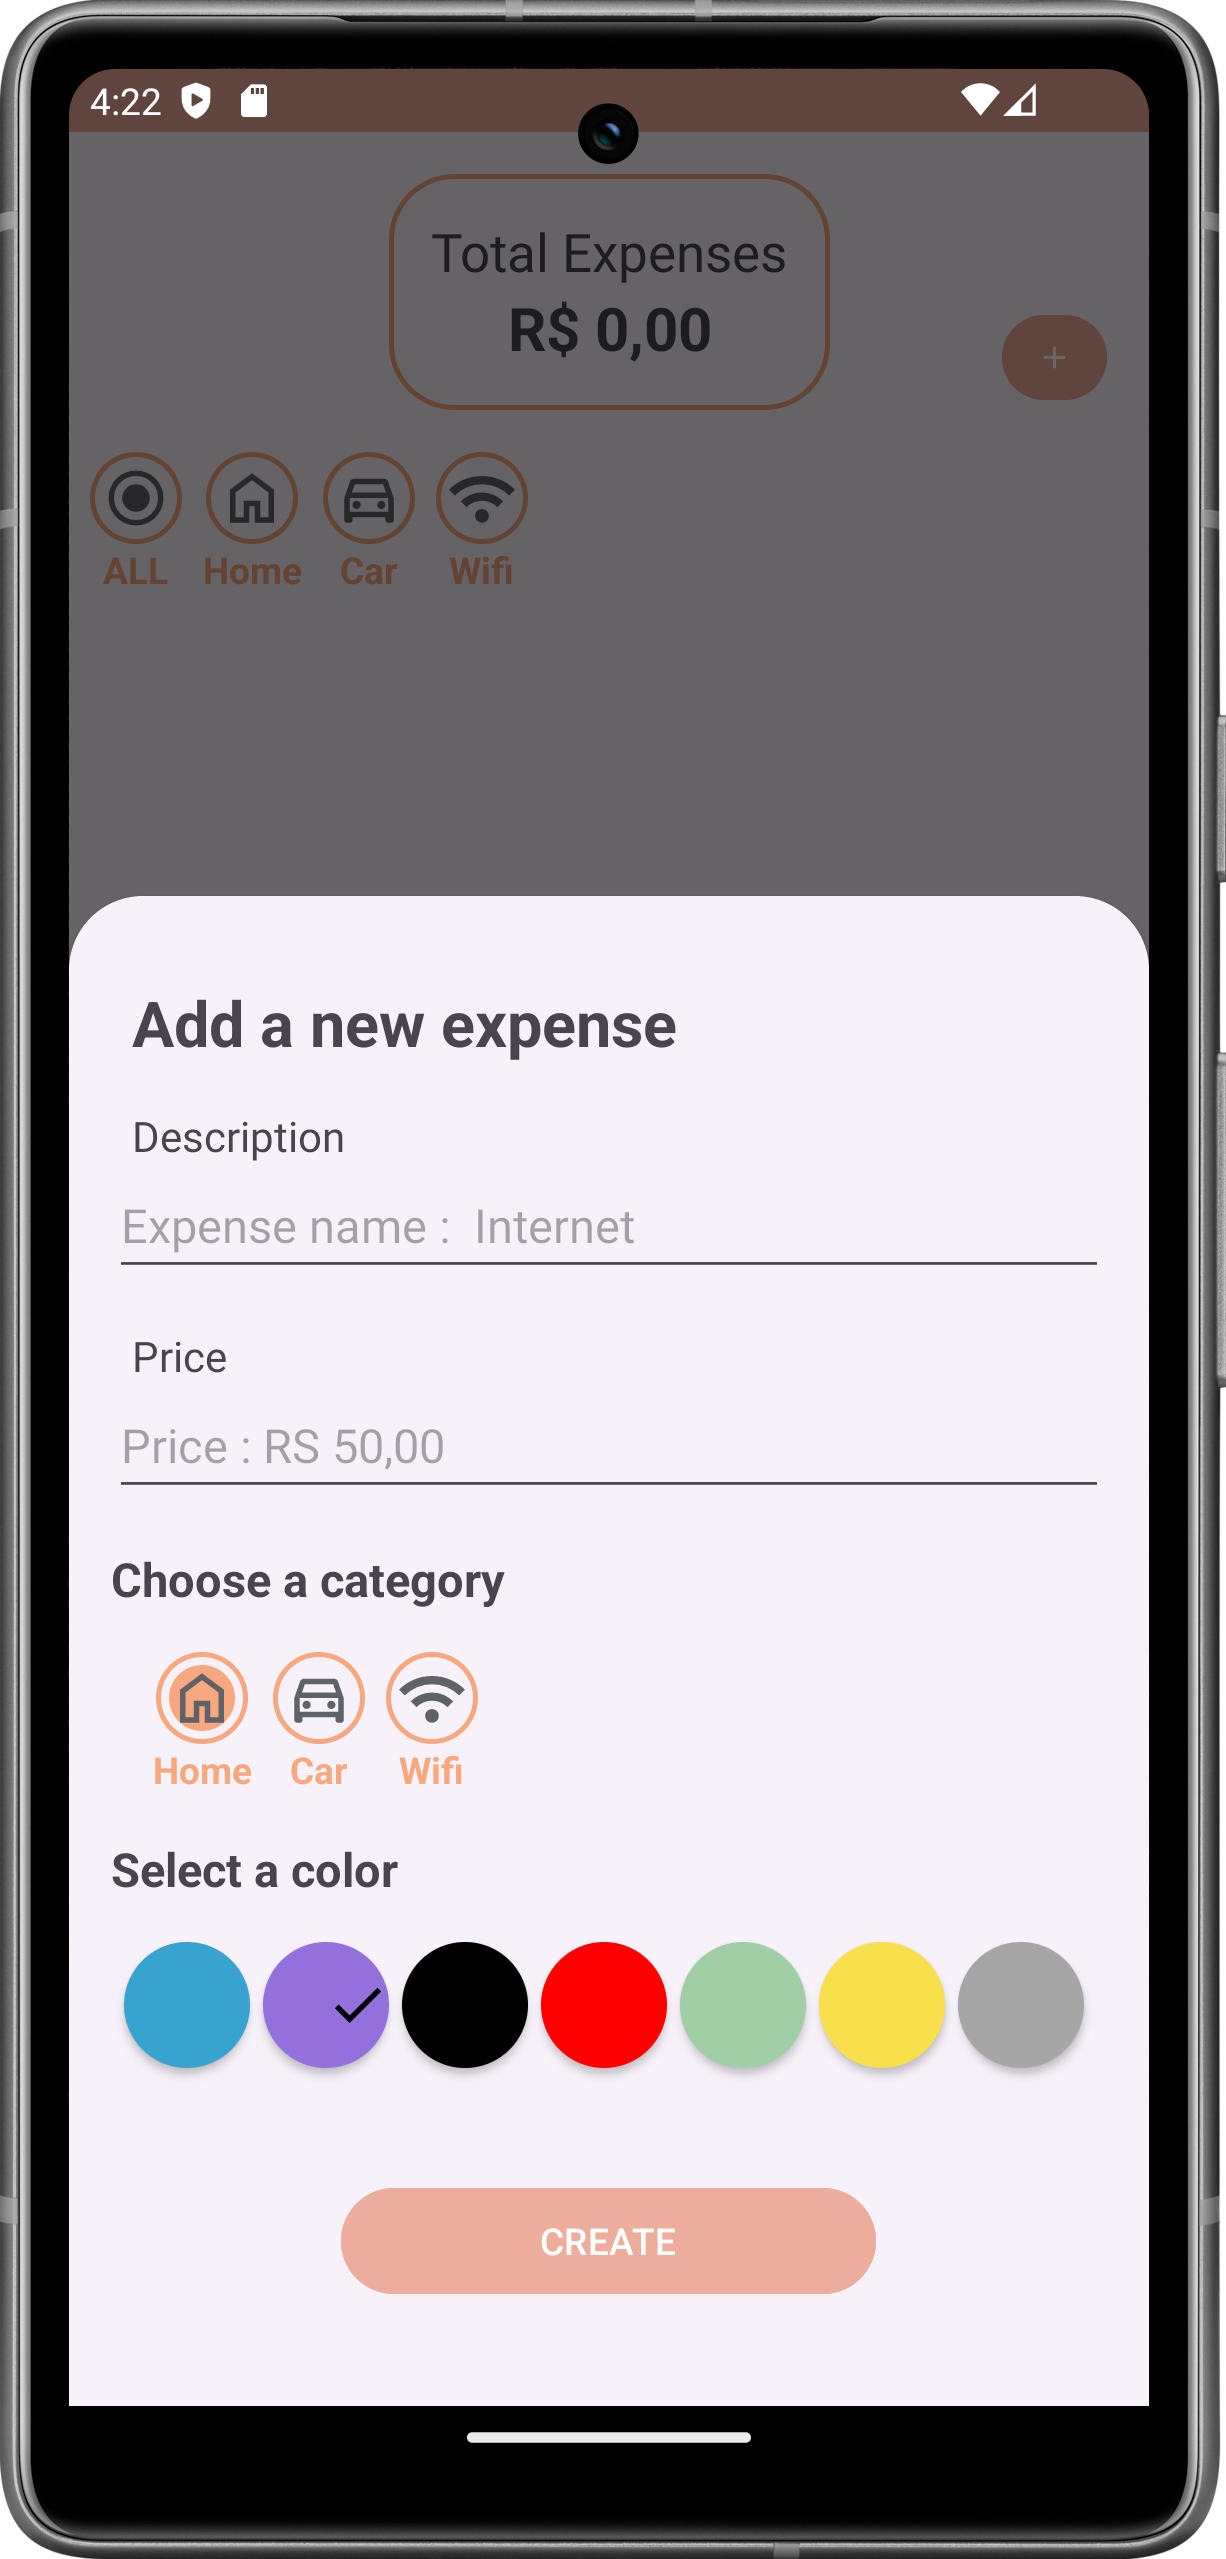 4:22
Total Expenses
R$ 0,00
+
ALL Home Car Wifi
Add a new expense
Description
Expense name :  Internet
Price
Price : RS 50,00
Choose a category
Home Car Wifi
Select a color
CREATE